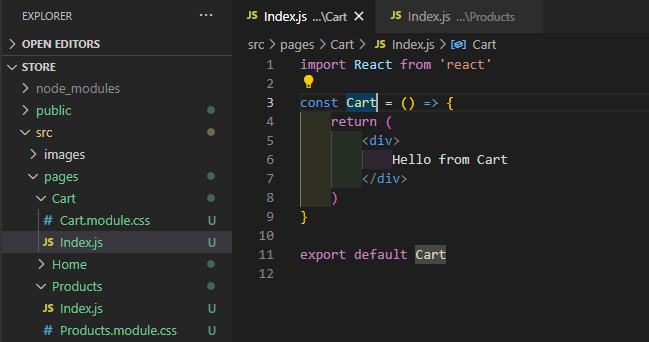 EXPLORER ...
OPEN EDITORS
STORE
node_modules
public
src
images
pages
Cart
# Cart.module.css U
JS Index.js U
Home
Products
JS Index.js U
# Products.module.css U
JS Index.js ...\Cart × JS Index.js ...\Products
src > pages > Cart > JS Index.js > Cart
1 import React from 'react'
2
3 const Cart = () => {
4 return (
5 <div>
6 Hello from Cart
7 </div>
8 )
9 }
10
11 export default Cart
12